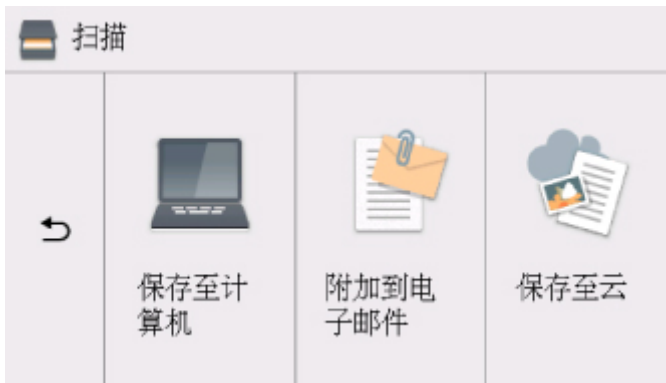 扫描
保存至计
算机
附加到电
子邮件
保存至云